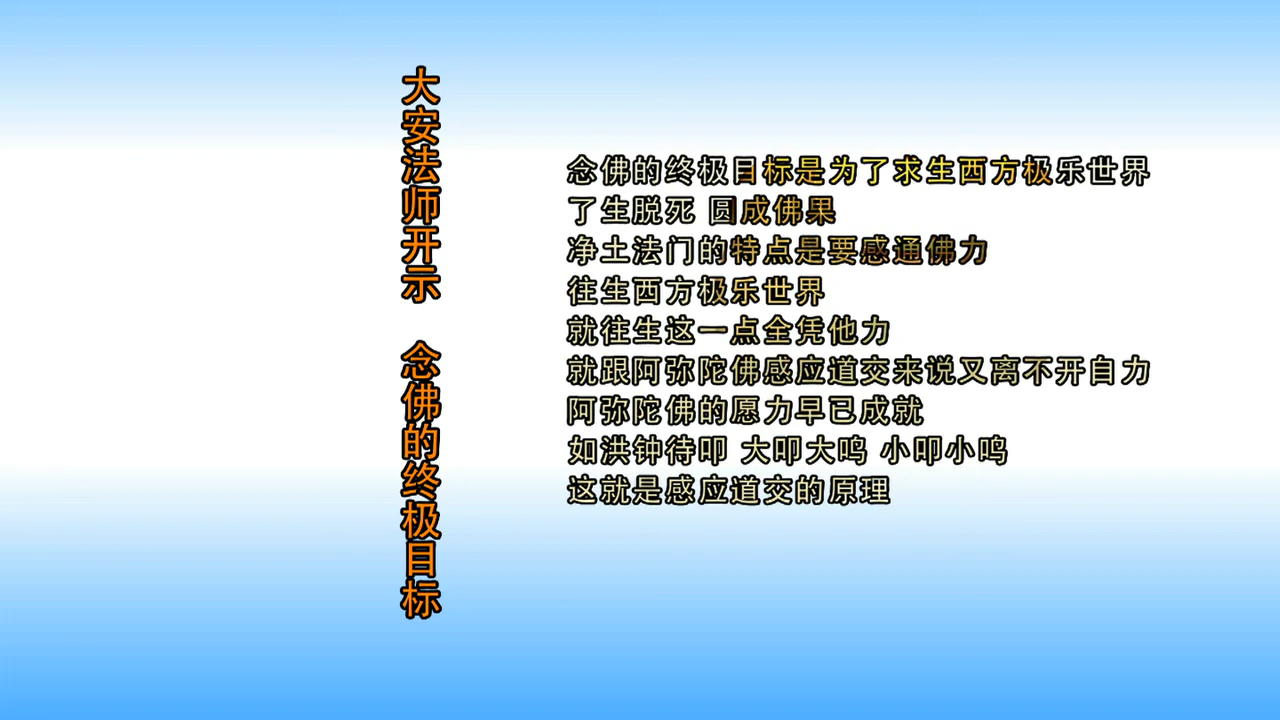 大安法师开示 念佛的终极目标
念佛的终极目标是为了求生西方极乐世界
了生脱死 圆成佛果
净土法门的特点是要感通佛力
往生西方极乐世界
就往生这一点全凭他力
就跟阿弥陀佛感应道交来说又离不开自力
阿弥陀佛的愿力早已成就
如洪钟待叩 大叩大鸣 小叩小鸣
这就是感应道交的原理